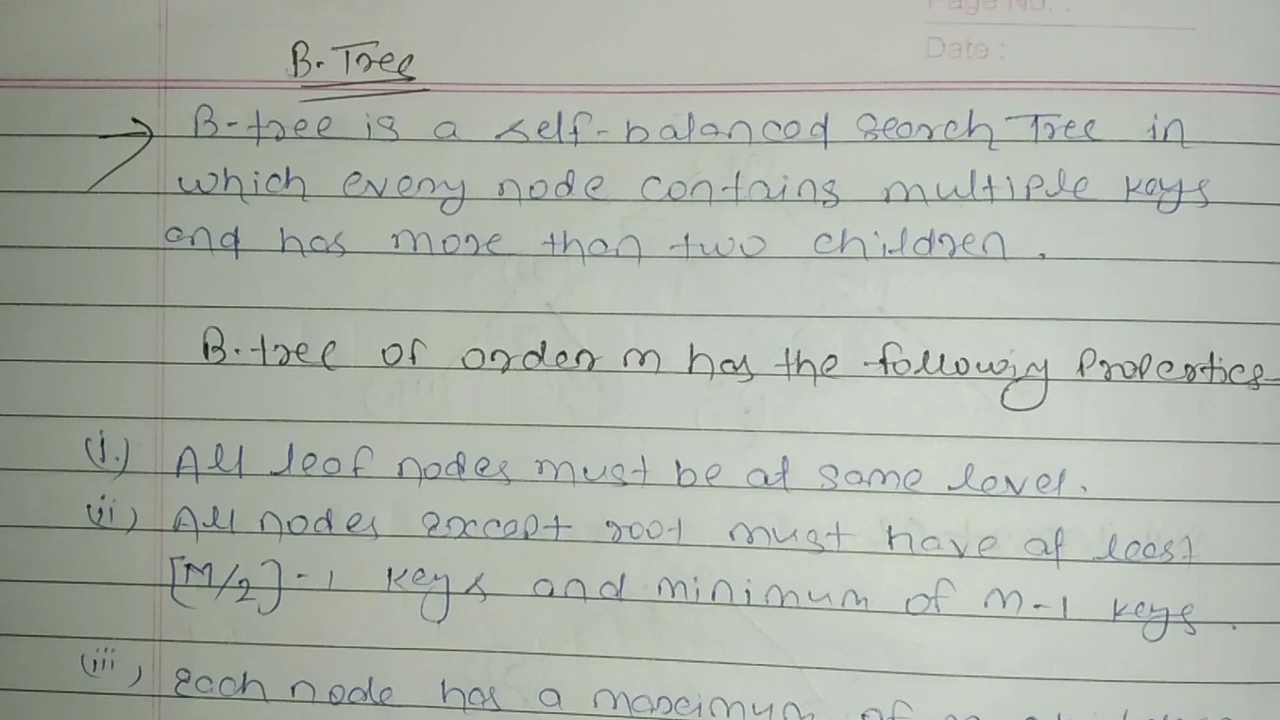 Page No. :
Date :
B. Tree
B-tree is a self-balanced search Tree in
which every node contains multiple keys
and has more than two children.
B.tree of order m has the following Properties
(i.) All leaf nodes must be at same level.
(ii) All nodes except root must have at least
[M/2]-1 keys and minimum of m-1 keys.
(iii) Each node has a maximum of